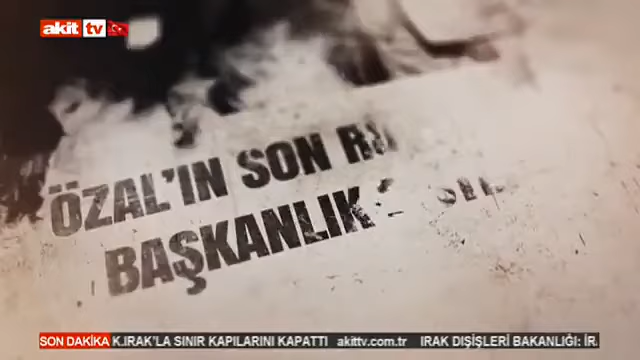 akit tv
ÖZAL'IN SON
BAŞKANLIK
SON DAKİKA K.IRAK'LA SINIR KAPILARINI KAPATTI akittv.com.tr IRAK DIŞİŞLERİ BAKANLIĞI: İR